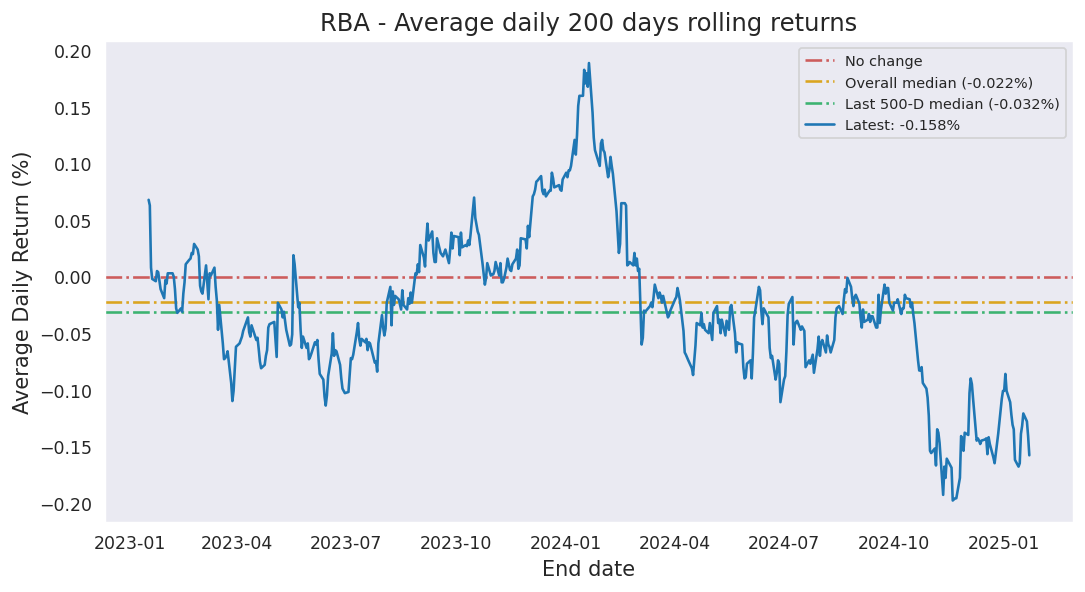 RBA - Average daily 200 days rolling returns
No change
Overall median (-0.022%)
Last 500-D median (-0.032%)
Latest: -0.158%
Average Daily Return (%)
0.20
0.15
0.10
0.05
0.00
−0.05
−0.10
−0.15
−0.20
2023-01 2023-04 2023-07 2023-10 2024-01 2024-04 2024-07 2024-10 2025-01
End date